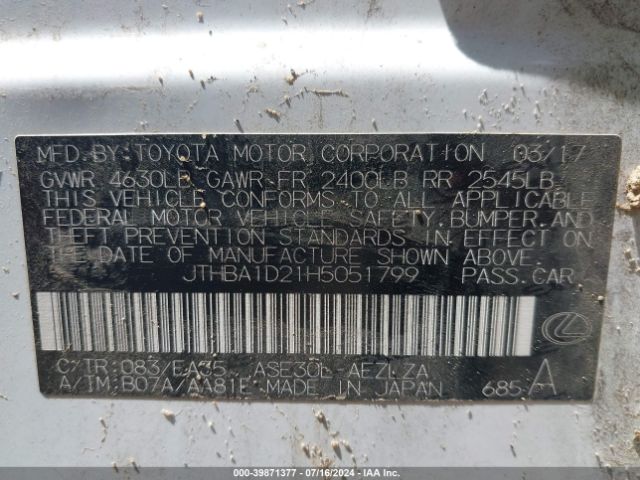 MFD.BY:TOYOTA MOTOR CORPORATION 03/17
GVWR 4630LB GAWR FR 2400LB RR 2545LB
THIS VEHICLE CONFORMS TO ALL APPLICABLE
FEDERAL MOTOR VEHICLE SAFETY, BUMPER, AND
THEFT PREVENTION STANDARDS IN EFFECT ON
THE DATE OF MANUFACTURE SHOWN ABOVE.
JTHBA1D21H5051799 PASS.CAR
C/TR:083/EA35 ASE30L-AEZLZA
A/TM:B07A/AA81E MADE IN JAPAN 685 A
000-39871377 - 07/16/2024 - IAA Inc.